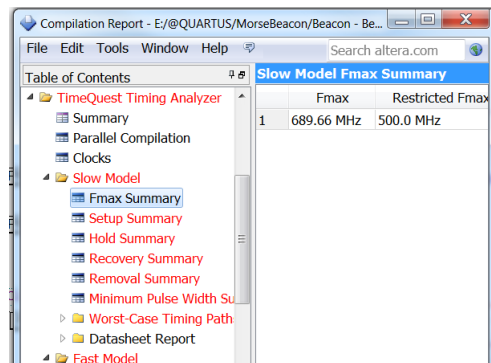 Compilation Report - E:/@QUARTUS/MorseBeacon/Beacon - Be...
File Edit Tools Window Help
Search altera.com
Table of Contents
TimeQuest Timing Analyzer
Summary
Parallel Compilation
Clocks
Slow Model
Fmax Summary
Setup Summary
Hold Summary
Recovery Summary
Removal Summary
Minimum Pulse Width Su
Worst-Case Timing Path
Datasheet Report
Fast Model
Slow Model Fmax Summary
Fmax Restricted Fmax
1 689.66 MHz 500.0 MHz